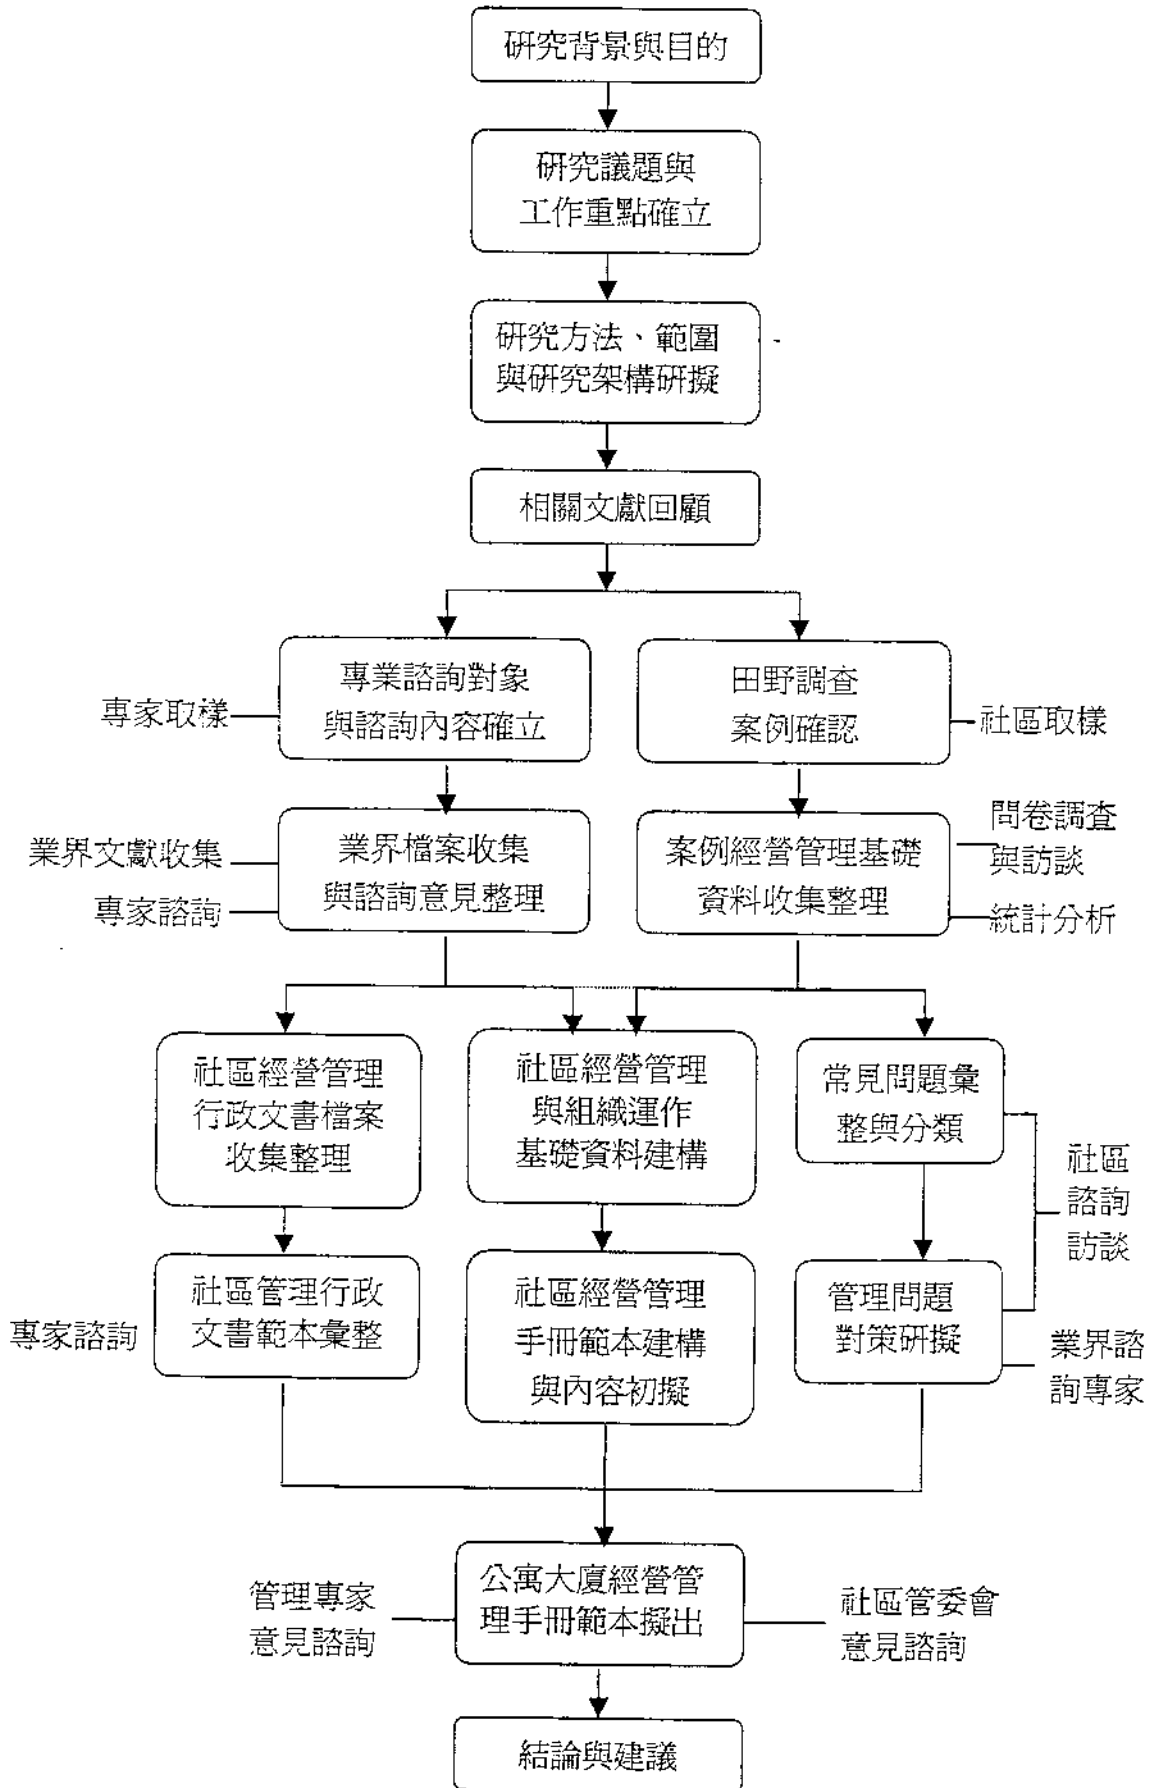 研究背景與目的
研究議題與
工作重點確立
研究方法、範圍
與研究架構研擬
相關文獻回顧
專業諮詢對象
與諮詢內容確立
專家取樣
田野調查
案例確認
社區取樣
業界檔案收集
與諮詢意見整理
業界文獻收集
專家諮詢
案例經營管理基礎
資料收集整理
問卷調查
與訪談
統計分析
社區經營管理
行政文書檔案
收集整理
社區經營管理
與組織運作
基礎資料建構
常見問題彙
整與分類
社區
諮詢
訪談
社區管理行政
文書範本彙整
專家諮詢
社區經營管理
手冊範本建構
與內容初擬
管理問題
對策研擬
業界諮
詢專家
公寓大廈經營管
理手冊範本擬出
管理專家
意見諮詢
社區管委會
意見諮詢
結論與建議